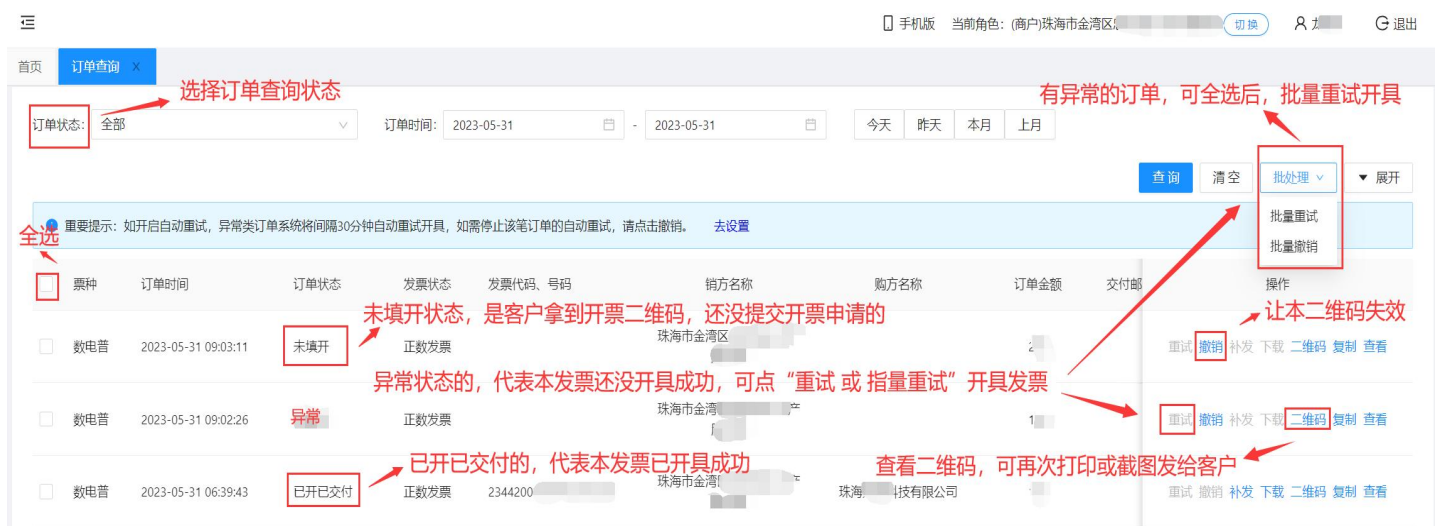 手机版 当前角色：(商户)珠海市金湾区 切换 退出
首页 订单查询 ×
选择订单查询状态
有异常的订单，可全选后，批量重试开具
订单状态： 全部 订单时间： 2023-05-31 - 2023-05-31 今天 昨天 本月 上月
查询 清空 批处理 展开
批量重试
批量撤销
重要提示：如开启自动重试，异常类订单系统将间隔30分钟自动重试开具，如需停止该笔订单的自动重试，请点击撤销。 去设置
全选
票种 订单时间 订单状态 发票状态 发票代码、号码 销方名称 购方名称 订单金额 交付邮 操作
未填开状态，是客户拿到开票二维码，还没提交开票申请的
让本二维码失效
数电普 2023-05-31 09:03:11 未填开 正数发票 珠海市金湾区 重试 撤销 补发 下载 二维码 复制 查看
异常状态的，代表本发票还没开具成功，可点“重试 或 指量重试”开具发票
数电普 2023-05-31 09:02:26 异常 正数发票 珠海市金湾 重试 撤销 补发 下载 二维码 复制 查看
已开已交付的，代表本发票已开具成功
查看二维码，可再次打印或截图发给客户
数电普 2023-05-31 06:39:43 已开已交付 正数发票 2344200 珠海市金湾 珠海 科技有限公司 重试 撤销 补发 下载 二维码 复制 查看